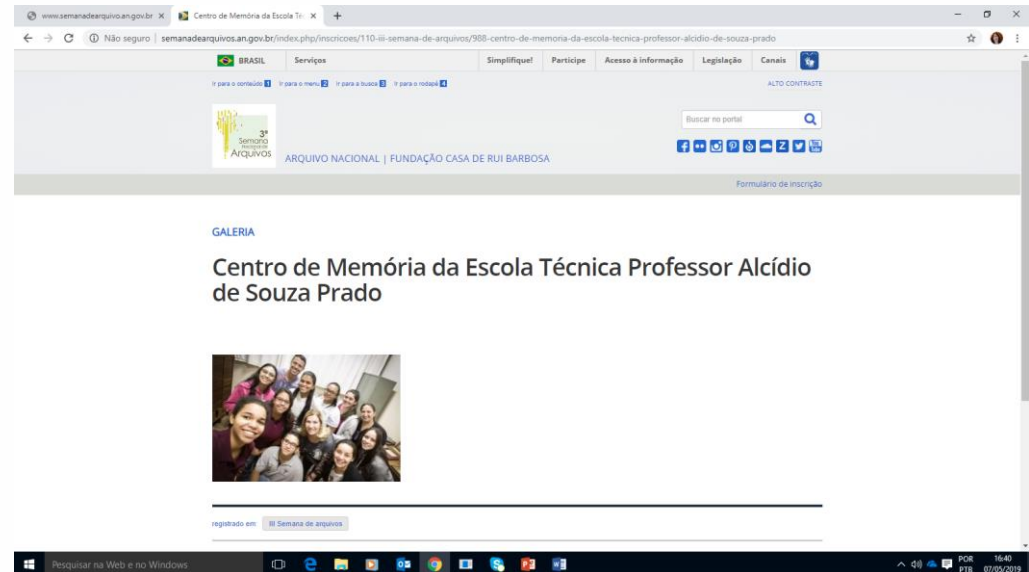 www.semanadearquivo.an.gov.br
Centro de Memória da Escola Téc
Não seguro | semanadearquivos.an.gov.br/index.php/inscricoes/110-iii-semana-de-arquivos/988-centro-de-memoria-da-escola-tecnica-professor-alcidio-de-souza-prado
BRASIL Serviços Simplifique! Participe Acesso à informação Legislação Canais
Ir para o conteúdo 1 Ir para o menu 2 Ir para a busca 3 Ir para o rodapé 4 ALTO CONTRASTE
Buscar no portal
3ª
Semana
Nacional de
Arquivos
ARQUIVO NACIONAL | FUNDAÇÃO CASA DE RUI BARBOSA
Formulário de inscrição
GALERIA
Centro de Memória da Escola Técnica Professor Alcídio
de Souza Prado
registrado em: III Semana de arquivos
Pesquisar na Web e no Windows
POR
PTB
16:40
07/05/2019